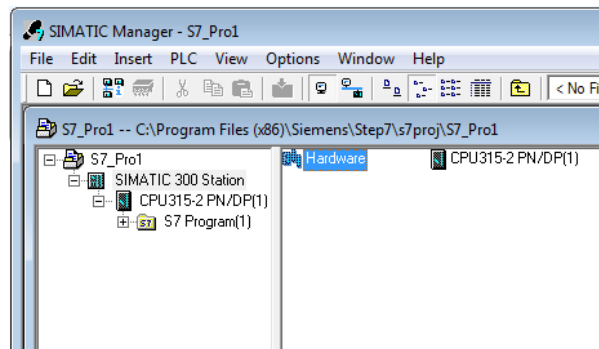 SIMATIC Manager - S7_Pro1
File Edit Insert PLC View Options Window Help
< No Fi
S7_Pro1 -- C:\Program Files (x86)\Siemens\Step7\s7proj\S7_Pro1
S7_Pro1
SIMATIC 300 Station
CPU315-2 PN/DP(1)
S7 Program(1)
Hardware CPU315-2 PN/DP(1)